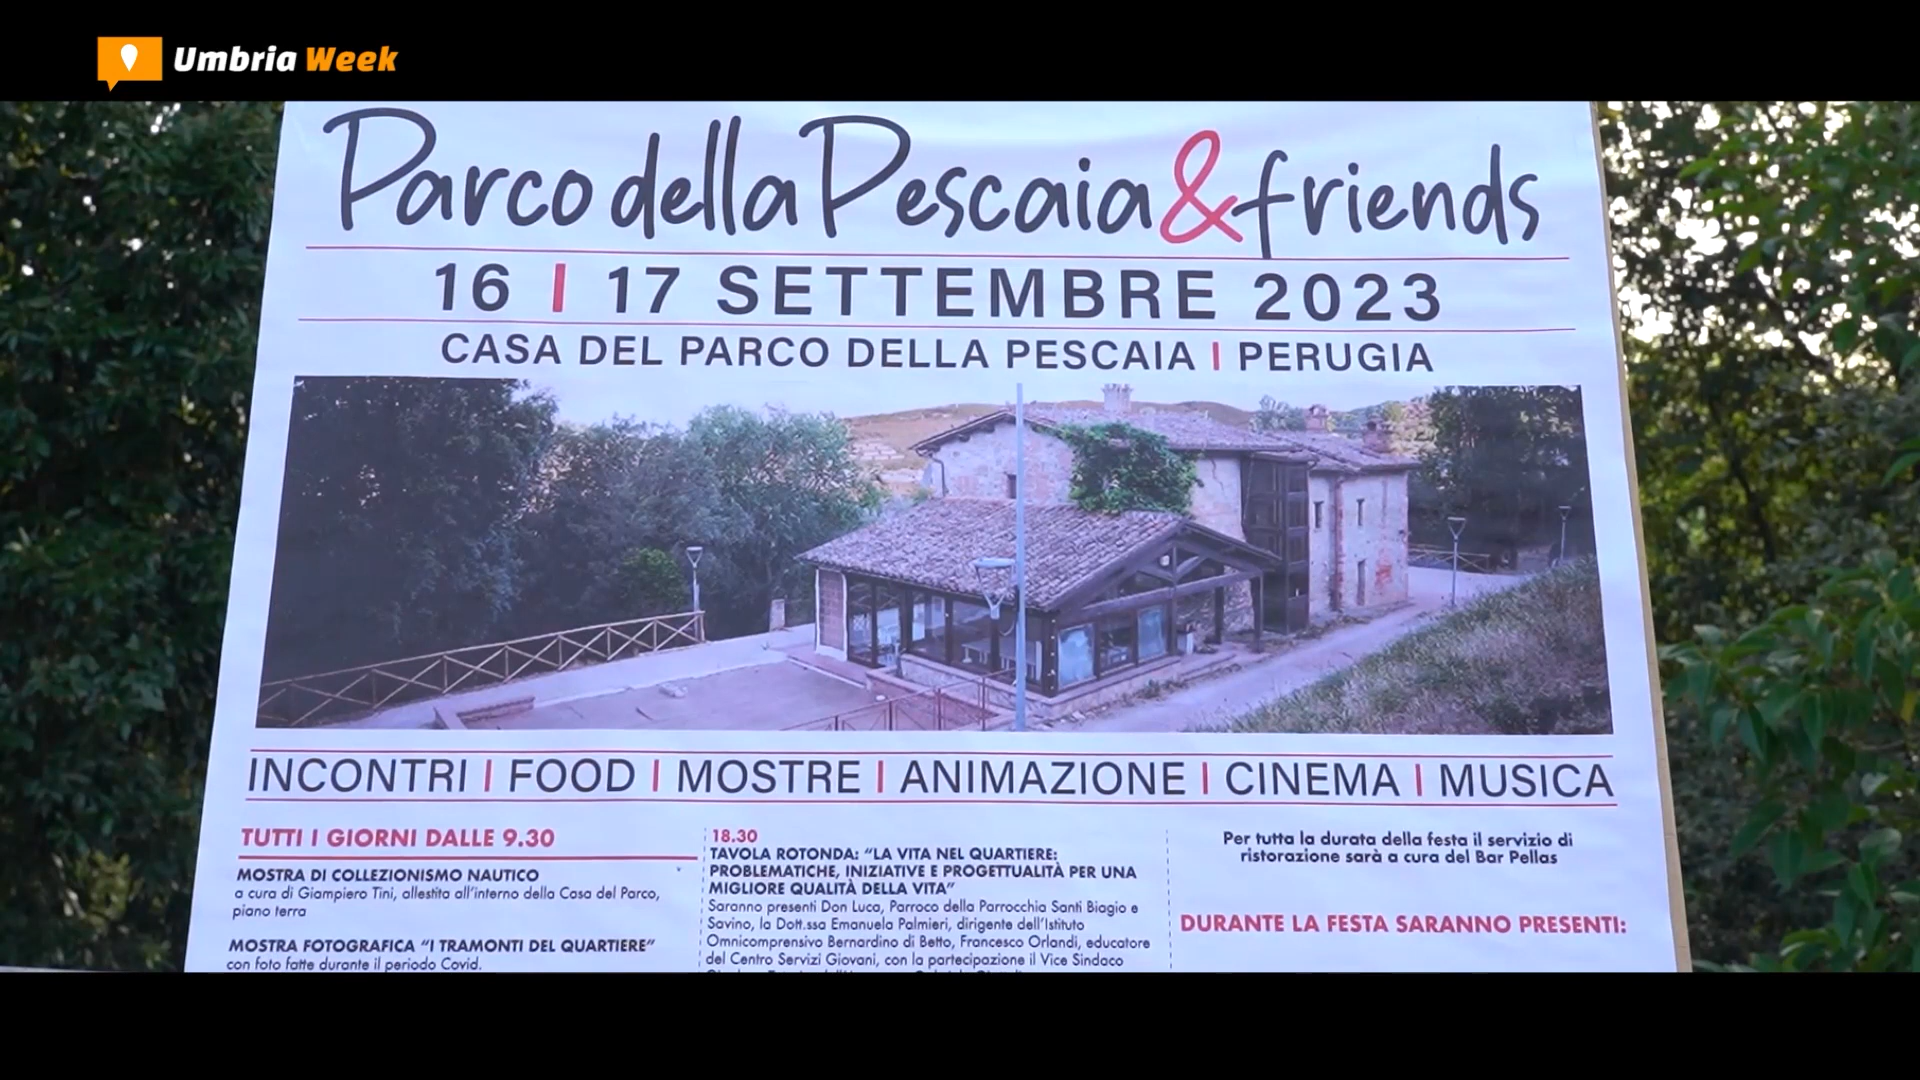 Umbria Week
Parco della Pescaia & friends
16 | 17 SETTEMBRE 2023
CASA DEL PARCO DELLA PESCAIA | PERUGIA
INCONTRI | FOOD | MOSTRE | ANIMAZIONE | CINEMA | MUSICA
TUTTI I GIORNI DALLE 9.30
MOSTRA DI COLLEZIONISMO NAUTICO
a cura di Giampiero Tini, allestita all'interno della Casa del Parco,
piano terra
MOSTRA FOTOGRAFICA "I TRAMONTI DEL QUARTIERE"
con foto fatte durante il periodo Covid.
18.30
TAVOLA ROTONDA: "LA VITA NEL QUARTIERE:
PROBLEMATICHE, INIZIATIVE E PROGETTUALITÀ PER UNA
MIGLIORE QUALITÀ DELLA VITA"
Saranno presenti Don Luca, Parroco della Parrocchia Santi Biagio e
Savino, la Dott.ssa Emanuela Palmieri, dirigente dell'Istituto
Omnicomprensivo Bernardino di Betto, Francesco Orlandi, educatore
del Centro Servizi Giovani, con la partecipazione il Vice Sindaco
Per tutta la durata della festa il servizio di
ristorazione sarà a cura del Bar Pellas
DURANTE LA FESTA SARANNO PRESENTI: